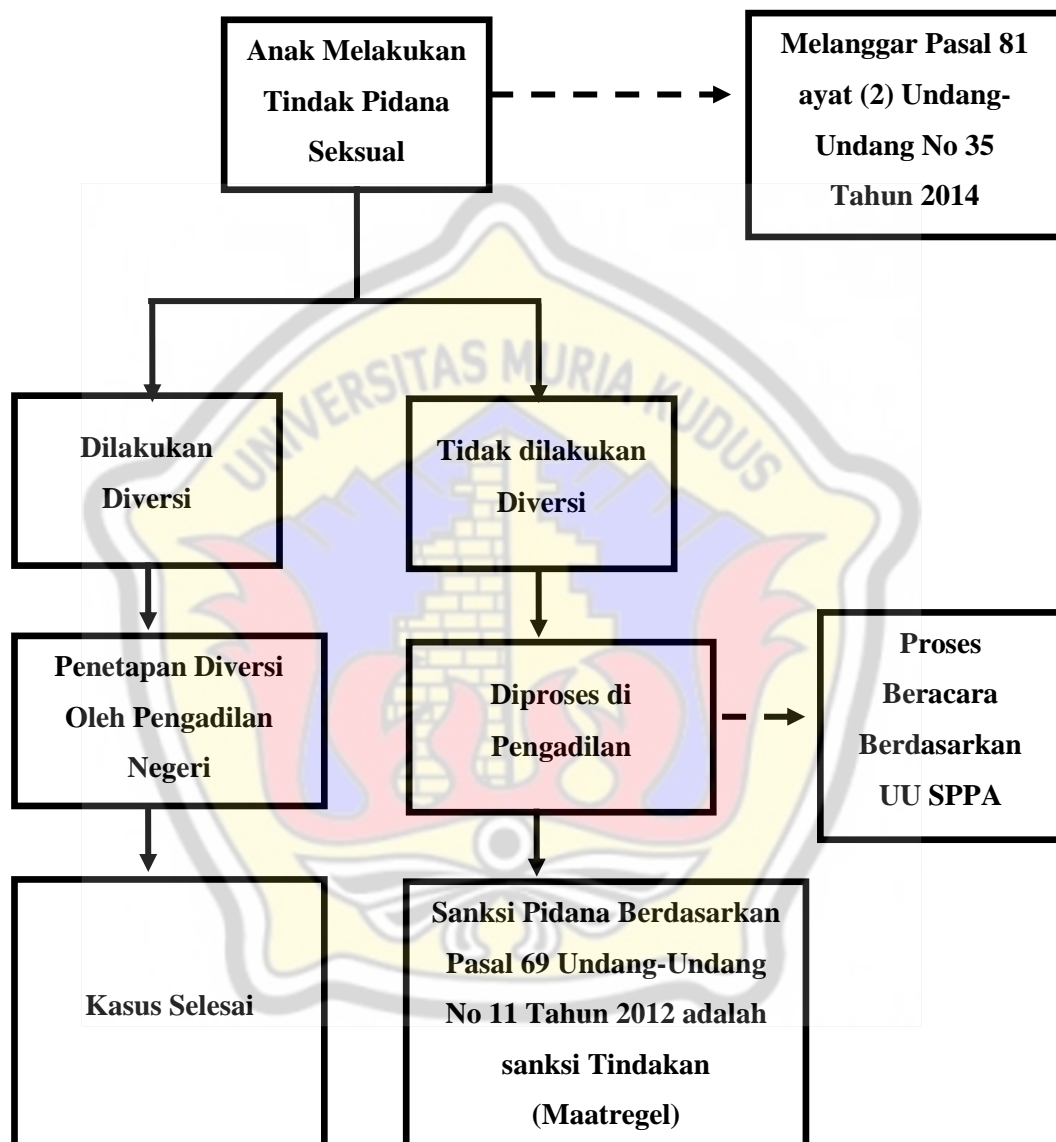 Anak Melakukan
Tindak Pidana
Seksual
Melanggar Pasal 81
ayat (2) Undang-
Undang No 35
Tahun 2014
UNIVERSITAS MURIA KUDUS
Dilakukan
Diversi
Tidak dilakukan
Diversi
Penetapan Diversi
Oleh Pengadilan
Negeri
Diproses di
Pengadilan
Proses
Beracara
Berdasarkan
UU SPPA
Kasus Selesai
Sanksi Pidana Berdasarkan
Pasal 69 Undang-Undang
No 11 Tahun 2012 adalah
sanksi Tindakan
(Maatregel)